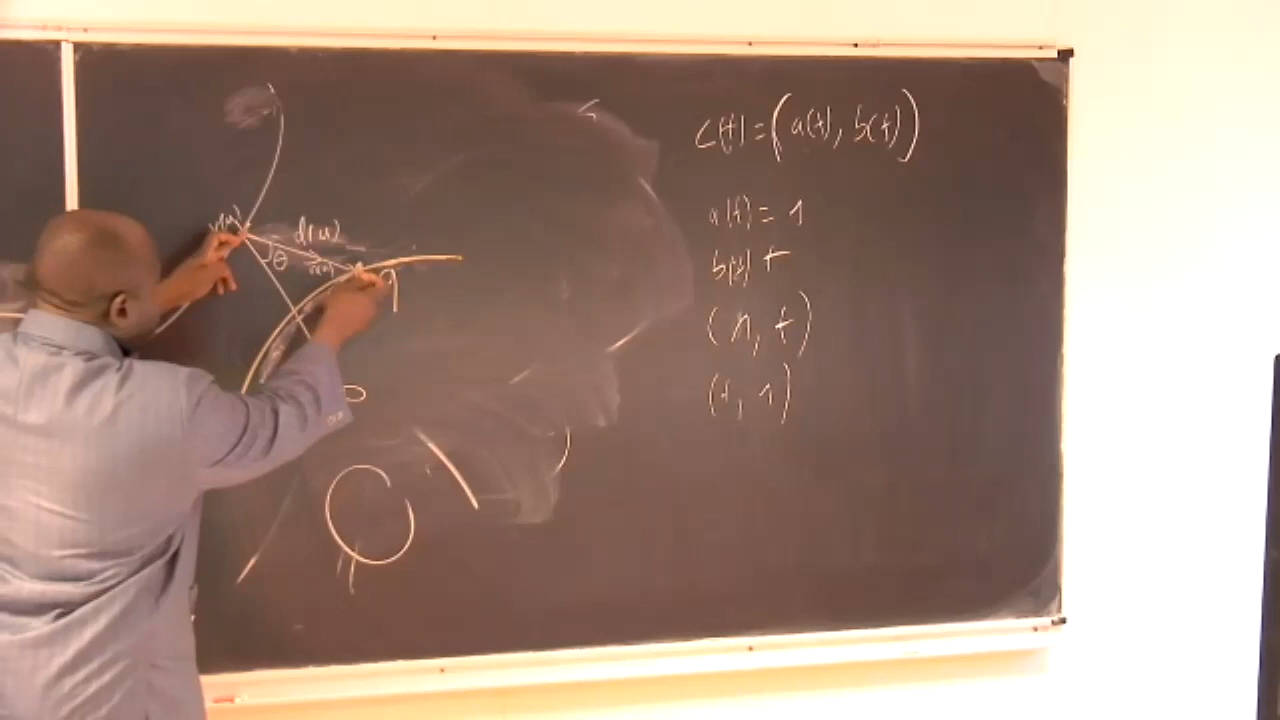 C(t) = (a(t), b(t))
a(t) = 1
b(t) t
(1, t)
(t, 1)
r(u)
d(u)
θ